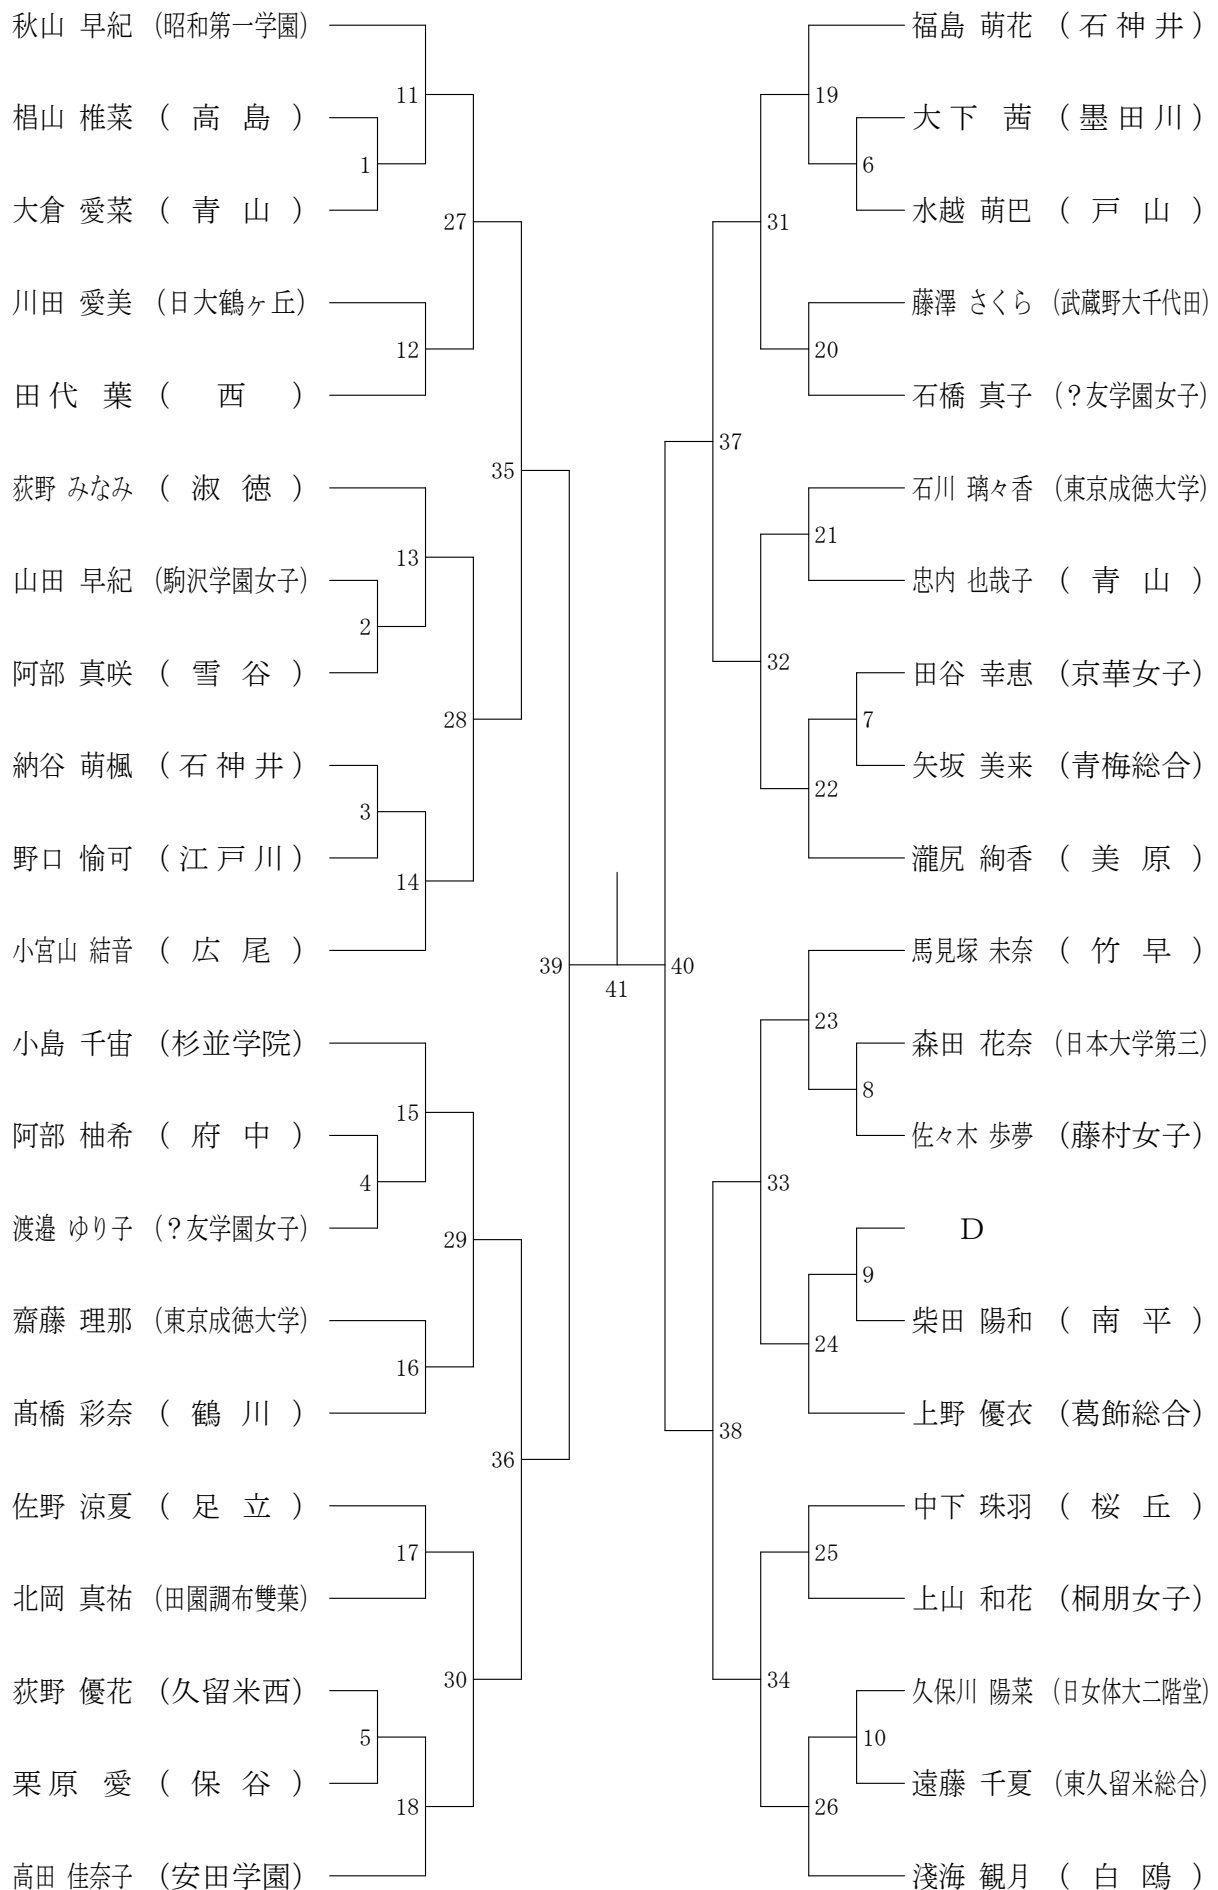 秋山 早紀 (昭和第一学園)
椙山 椎菜 ( 高 島 )
大倉 愛菜 ( 青 山 )
川田 愛美 (日大鶴ヶ丘)
田代 葉 ( 西 )
荻野 みなみ ( 淑 徳 )
山田 早紀 (駒沢学園女子)
阿部 真咲 ( 雪 谷 )
納谷 萌楓 ( 石 神 井 )
野口 愉可 ( 江 戸 川 )
小宮山 結音 ( 広 尾 )
小島 千宙 (杉並学院)
阿部 柚希 ( 府 中 )
渡邉 ゆり子 (?友学園女子)
齋藤 理那 (東京成徳大学)
髙橋 彩奈 ( 鶴 川 )
佐野 涼夏 ( 足 立 )
北岡 真祐 (田園調布雙葉)
荻野 優花 (久留米西)
栗原 愛 ( 保 谷 )
高田 佳奈子 (安田学園)
1
2
3
4
5
11
12
13
14
15
16
17
18
27
28
29
30
35
36
39
41
40
37
38
31
32
33
34
19
20
21
22
23
24
25
26
6
7
8
9
10
福島 萌花 ( 石 神 井 )
大下 茜 ( 墨 田 川 )
水越 萌巴 ( 戸 山 )
藤澤 さくら (武蔵野大千代田)
石橋 真子 (?友学園女子)
石川 璃々香 (東京成徳大学)
忠内 也哉子 ( 青 山 )
田谷 幸恵 (京華女子)
矢坂 美来 (青梅総合)
瀧尻 絢香 ( 美 原 )
馬見塚 未奈 ( 竹 早 )
森田 花奈 (日本大学第三)
佐々木 歩夢 (藤村女子)
D
柴田 陽和 ( 南 平 )
上野 優衣 (葛飾総合)
中下 珠羽 ( 桜 丘 )
上山 和花 (桐朋女子)
久保川 陽菜 (日女体大二階堂)
遠藤 千夏 (東久留米総合)
淺海 観月 ( 白 鴎 )